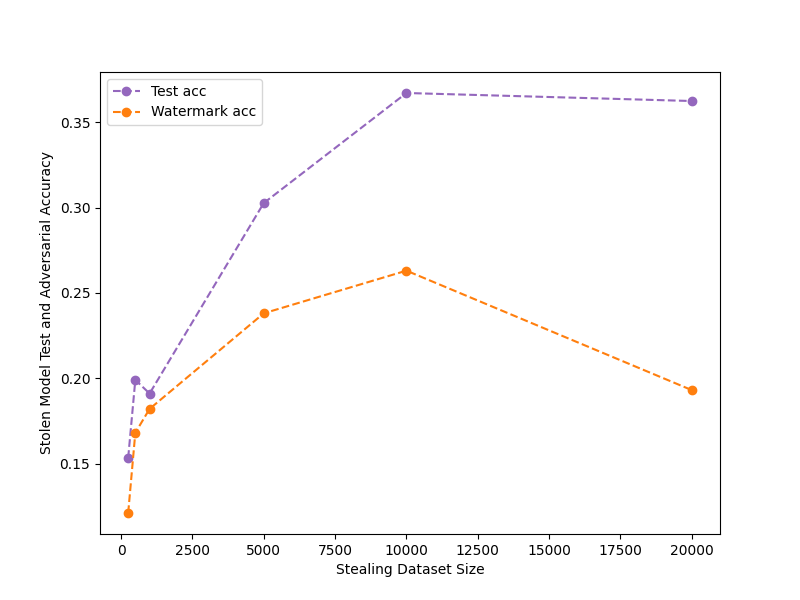 Test acc
Watermark acc
Stolen Model Test and Adversarial Accuracy
0.35
0.30
0.25
0.20
0.15
0 2500 5000 7500 10000 12500 15000 17500 20000
Stealing Dataset Size